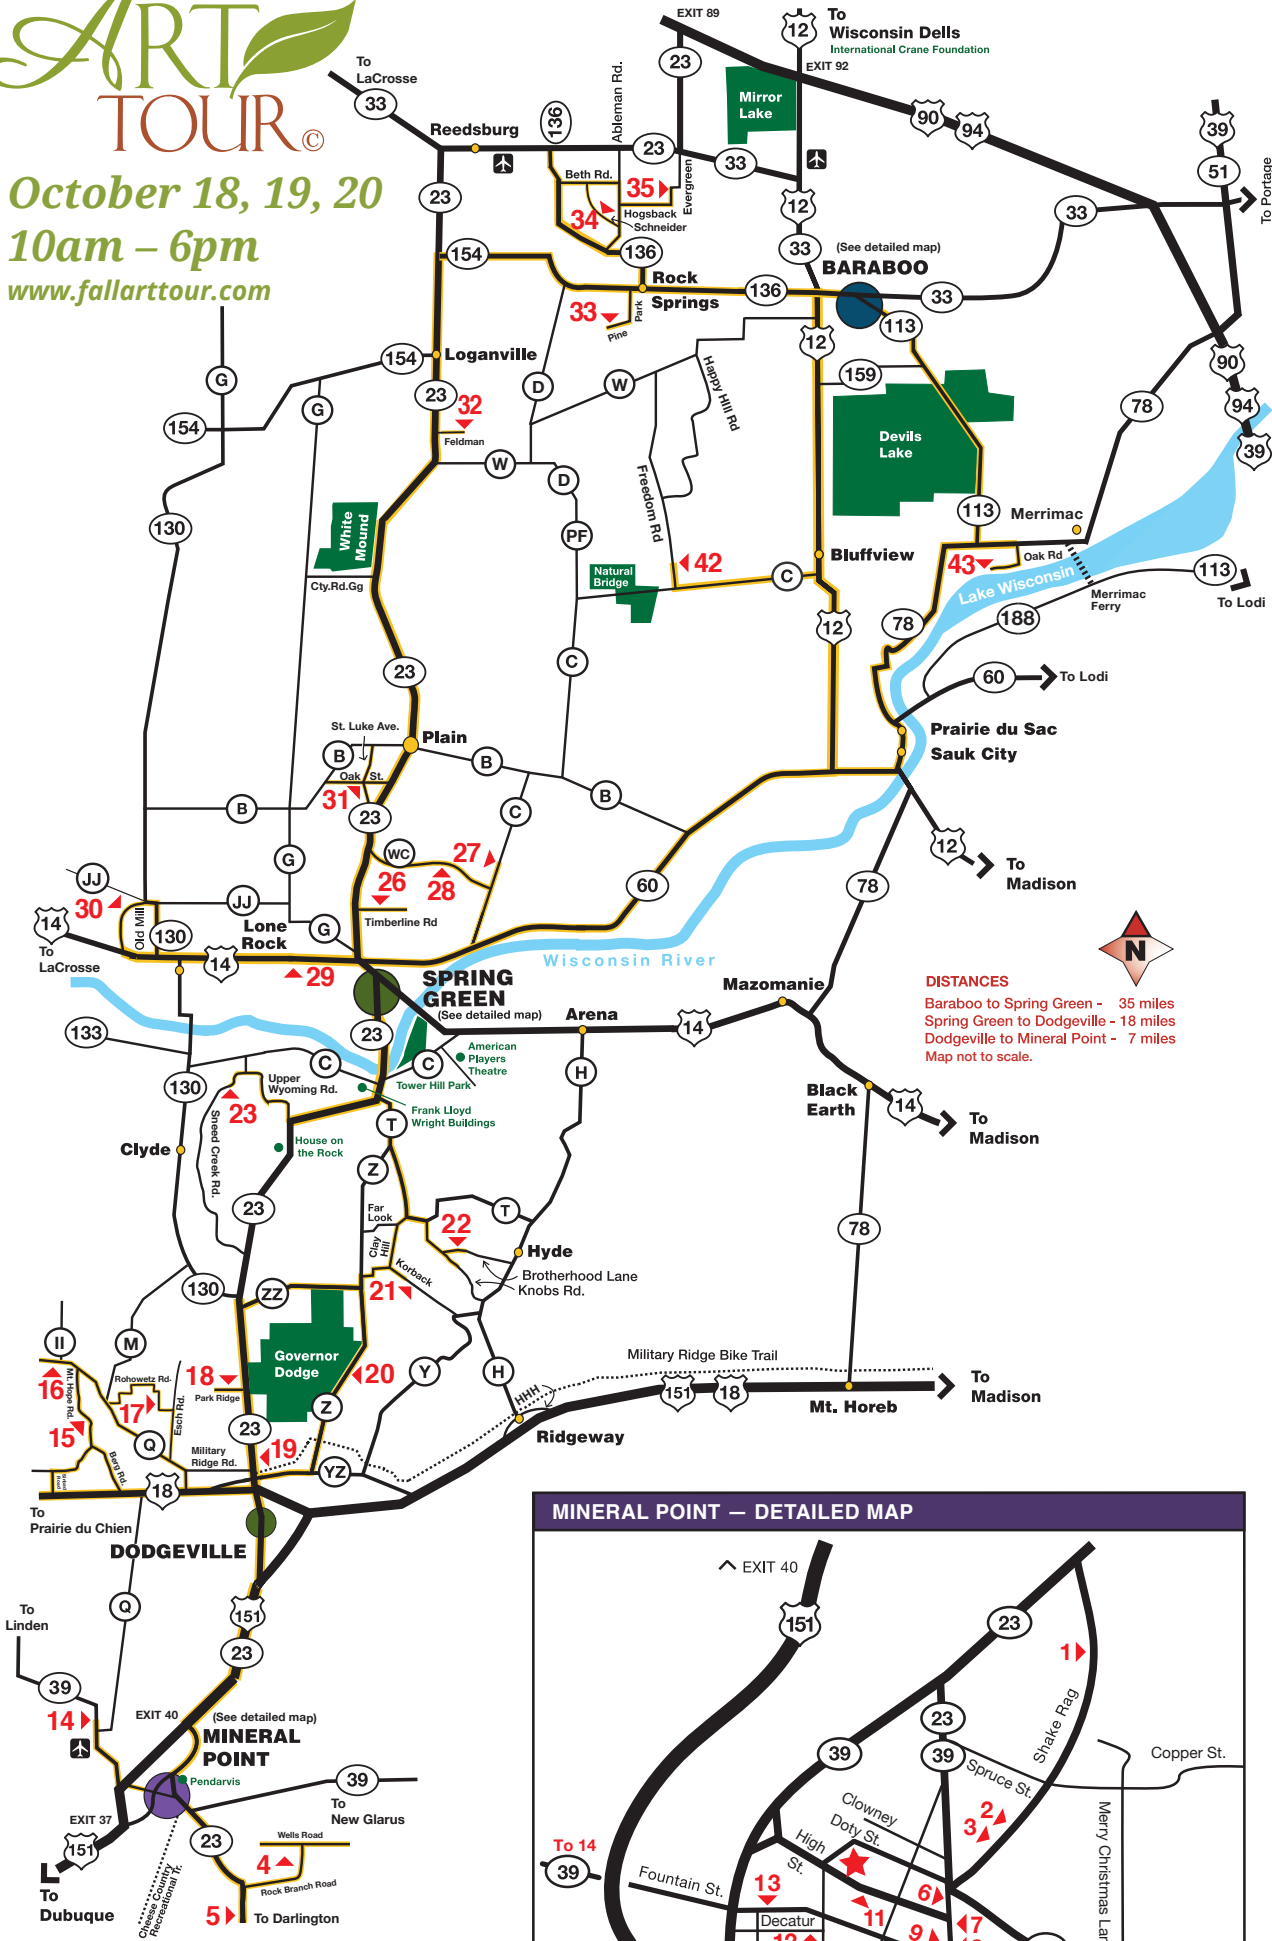 ART
TOUR©
October 18, 19, 20
10am – 6pm
www.fallarttour.com
To
LaCrosse
33
Reedsburg
136
Ableman Rd.
23
EXIT 89
12
To
Wisconsin Dells
International Crane Foundation
EXIT 92
Mirror
Lake
90
94
39
51
To Portage
23
33
Beth Rd.
35
Evergreen
34
Hogsback
Schneider
23
12
33
33
154
136
(See detailed map)
BARABOO
Rock
Springs
136
33
33
Park
Pine
113
12
G
154
Loganville
D
W
Happy Hill Rd
159
90
94
39
78
154
G
23
32
Feldman
Devils
Lake
W
D
Freedom Rd
130
White
Mound
PF
113
Merrimac
Bluffview
42
43
Oak Rd
Natural
Bridge
C
Cty.Rd.Gg
Lake Wisconsin
Merrimac
Ferry
113
To Lodi
12
78
188
23
C
60
To Lodi
St. Luke Ave.
Plain
B
B
Prairie du Sac
Sauk City
Oak St.
31
B
B
23
C
G
WC
27
12
To
Madison
JJ
26
28
60
78
30
JJ
Timberline Rd
14
Old Mill
130
Lone
Rock
G
To
LaCrosse
14
29
Wisconsin River
N
SPRING
GREEN
(See detailed map)
DISTANCES
Baraboo to Spring Green - 35 miles
Spring Green to Dodgeville - 18 miles
Dodgeville to Mineral Point - 7 miles
Map not to scale.
Mazomanie
Arena
14
133
23
C
C
American
Players
Theatre
H
130
Upper
Wyoming Rd.
Tower Hill Park
Black
Earth
14
To
Madison
23
Frank Lloyd
Wright Buildings
T
Clyde
Sneed Creek Rd.
House on
the Rock
Z
23
Far
Look
T
22
78
Clay
Hill
Hyde
Korback
Brotherhood Lane
Knobs Rd.
130
ZZ
21
II
M
Governor
Dodge
Military Ridge Bike Trail
16
Mt. Hope Rd.
Rohowetz Rd.
18
Park Ridge
20
Y
H
HHH
151
18
To
Madison
Mt. Horeb
17
Esch Rd.
Z
15
Q
23
Ridgeway
Berg Rd.
Military
Ridge Rd.
19
YZ
18
To
Prairie du Chien
DODGEVILLE
Q
151
23
To
Linden
39
14
EXIT 40
(See detailed map)
MINERAL
POINT
Pendarvis
39
To
New Glarus
EXIT 37
151
23
Wells Road
4
Rock Branch Road
To
Dubuque
Cheese Country
Recreational Tr.
5
To Darlington
MINERAL POINT — DETAILED MAP
EXIT 40
151
23
1
23
39
39
Shake Rag
Spruce St.
Copper St.
Clowney
Doty St.
2
3
High
St.
To 14
39
Fountain St.
13
6
Merry Christmas Lan
Decatur
11
7
9
12